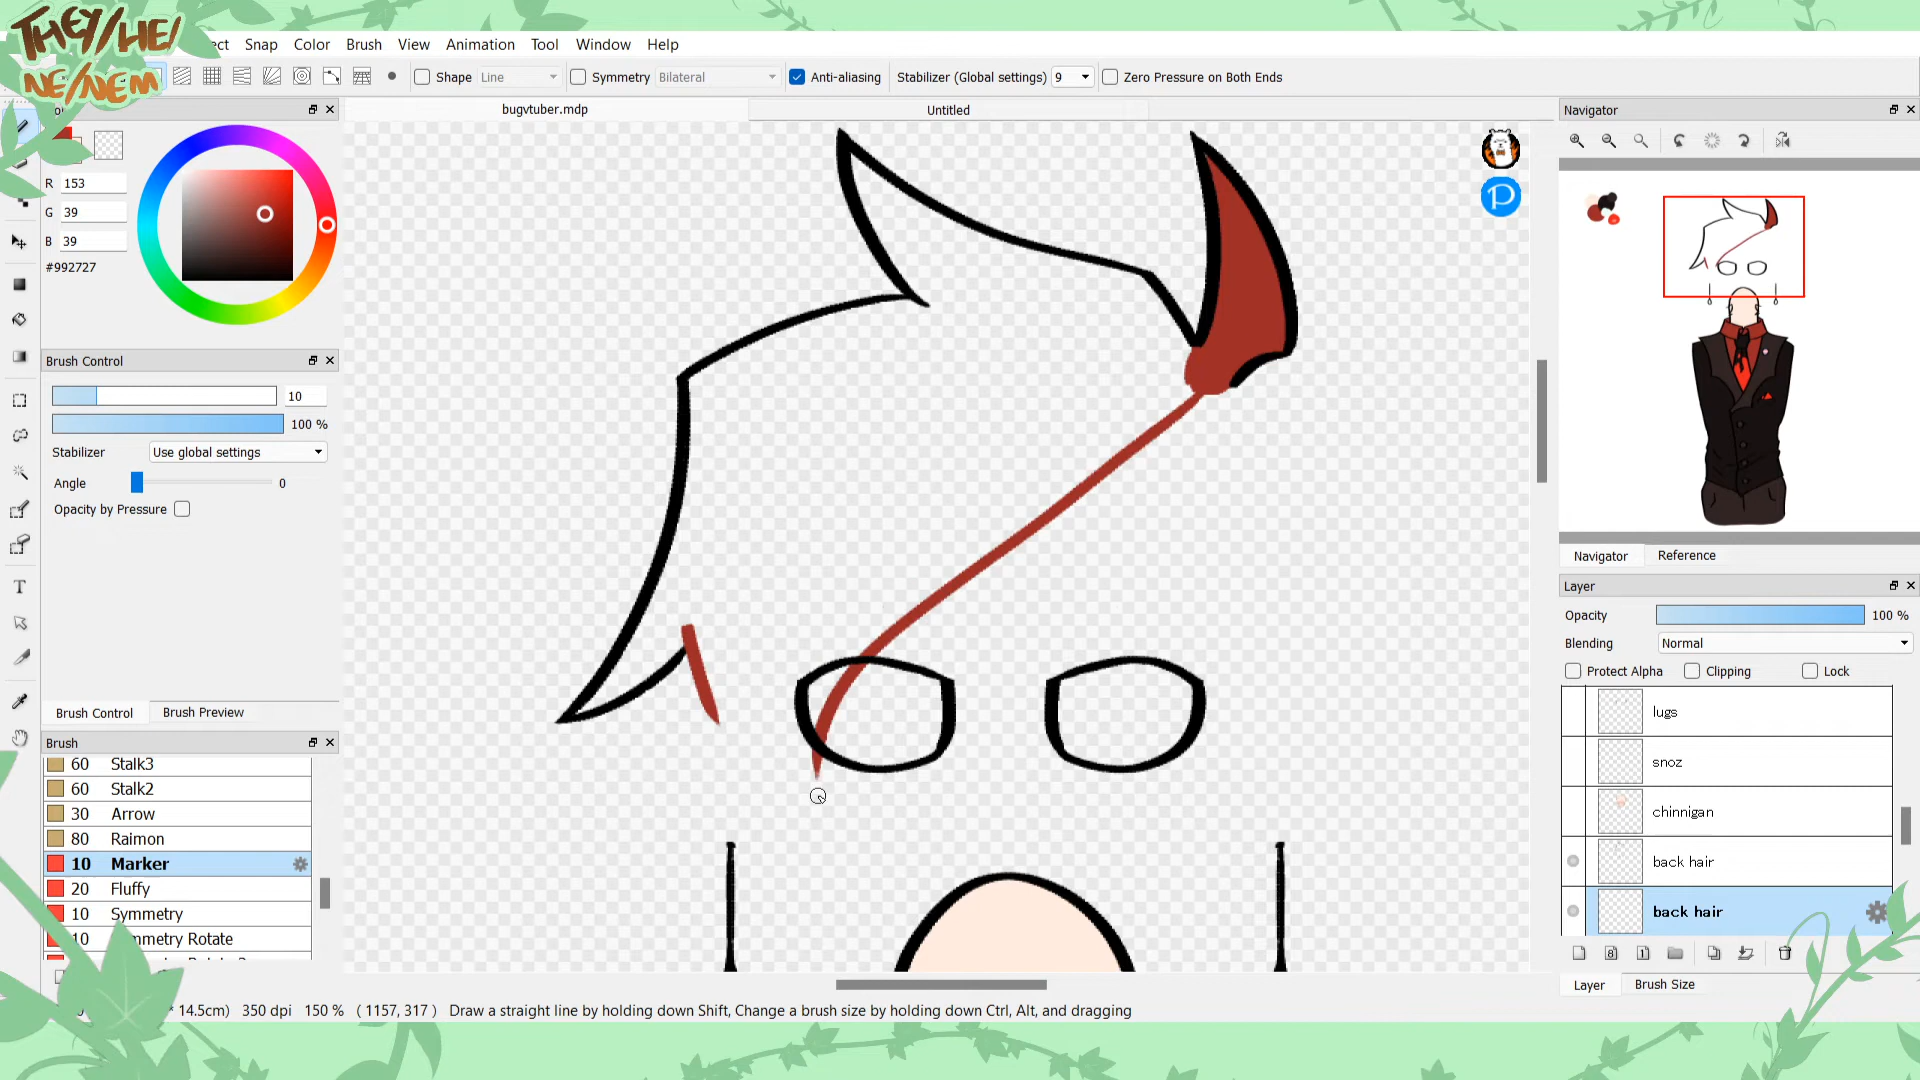 THEY/HE/
NE/NEM
ect Snap Color Brush View Animation Tool Window Help
Shape Line Symmetry Bilateral Anti-aliasing Stabilizer (Global settings) 9 Zero Pressure on Both Ends
bugvtuber.mdp
Untitled
R 153
G 39
B 39
#992727
Brush Control
10
100 %
Stabilizer Use global settings
Angle 0
Opacity by Pressure
Brush Control Brush Preview
Brush
60 Stalk3
60 Stalk2
30 Arrow
80 Raimon
10 Marker
20 Fluffy
10 Symmetry
10 mmetry Rotate
Navigator
Navigator Reference
Layer
Opacity 100 %
Blending Normal
Protect Alpha Clipping Lock
lugs
snoz
chinnigan
back hair
back hair
Layer Brush Size
* 14.5cm) 350 dpi 150 % ( 1157, 317 ) Draw a straight line by holding down Shift, Change a brush size by holding down Ctrl, Alt, and dragging